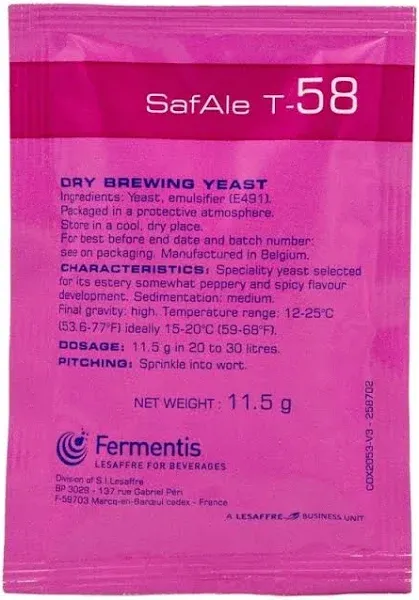 SafAle T-58
DRY BREWING YEAST
Ingredients: Yeast, emulsifier (E491).
Packaged in a protective atmosphere.
Store in a cool, dry place.
For best before end date and batch number:
see on packaging. Manufactured in Belgium.
CHARACTERISTICS: Speciality yeast selected
for its estery somewhat peppery and spicy flavour
development. Sedimentation: medium.
Final gravity: high. Temperature range: 12-25°C
(53.6-77°F) ideally 15-20°C (59-68°F).
DOSAGE: 11.5 g in 20 to 30 litres.
PITCHING: Sprinkle into wort.
NET WEIGHT : 11.5 g
Fermentis
LESAFFRE FOR BEVERAGES
Division of S.I.Lesaffre
BP 3029 - 137 rue Gabriel Péri
F-59703 Marcq-en-Barœul cedex - France
A LESAFFRE BUSINESS UNIT
CDX2053-V3 - 258702